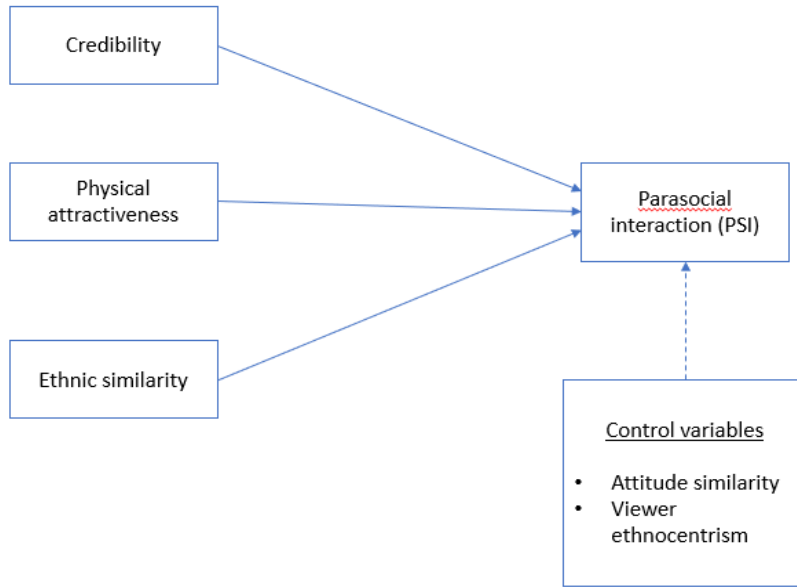 Credibility
Physical
attractiveness
Ethnic similarity
Parasocial
interaction (PSI)
Control variables
• Attitude similarity
• Viewer
ethnocentrism